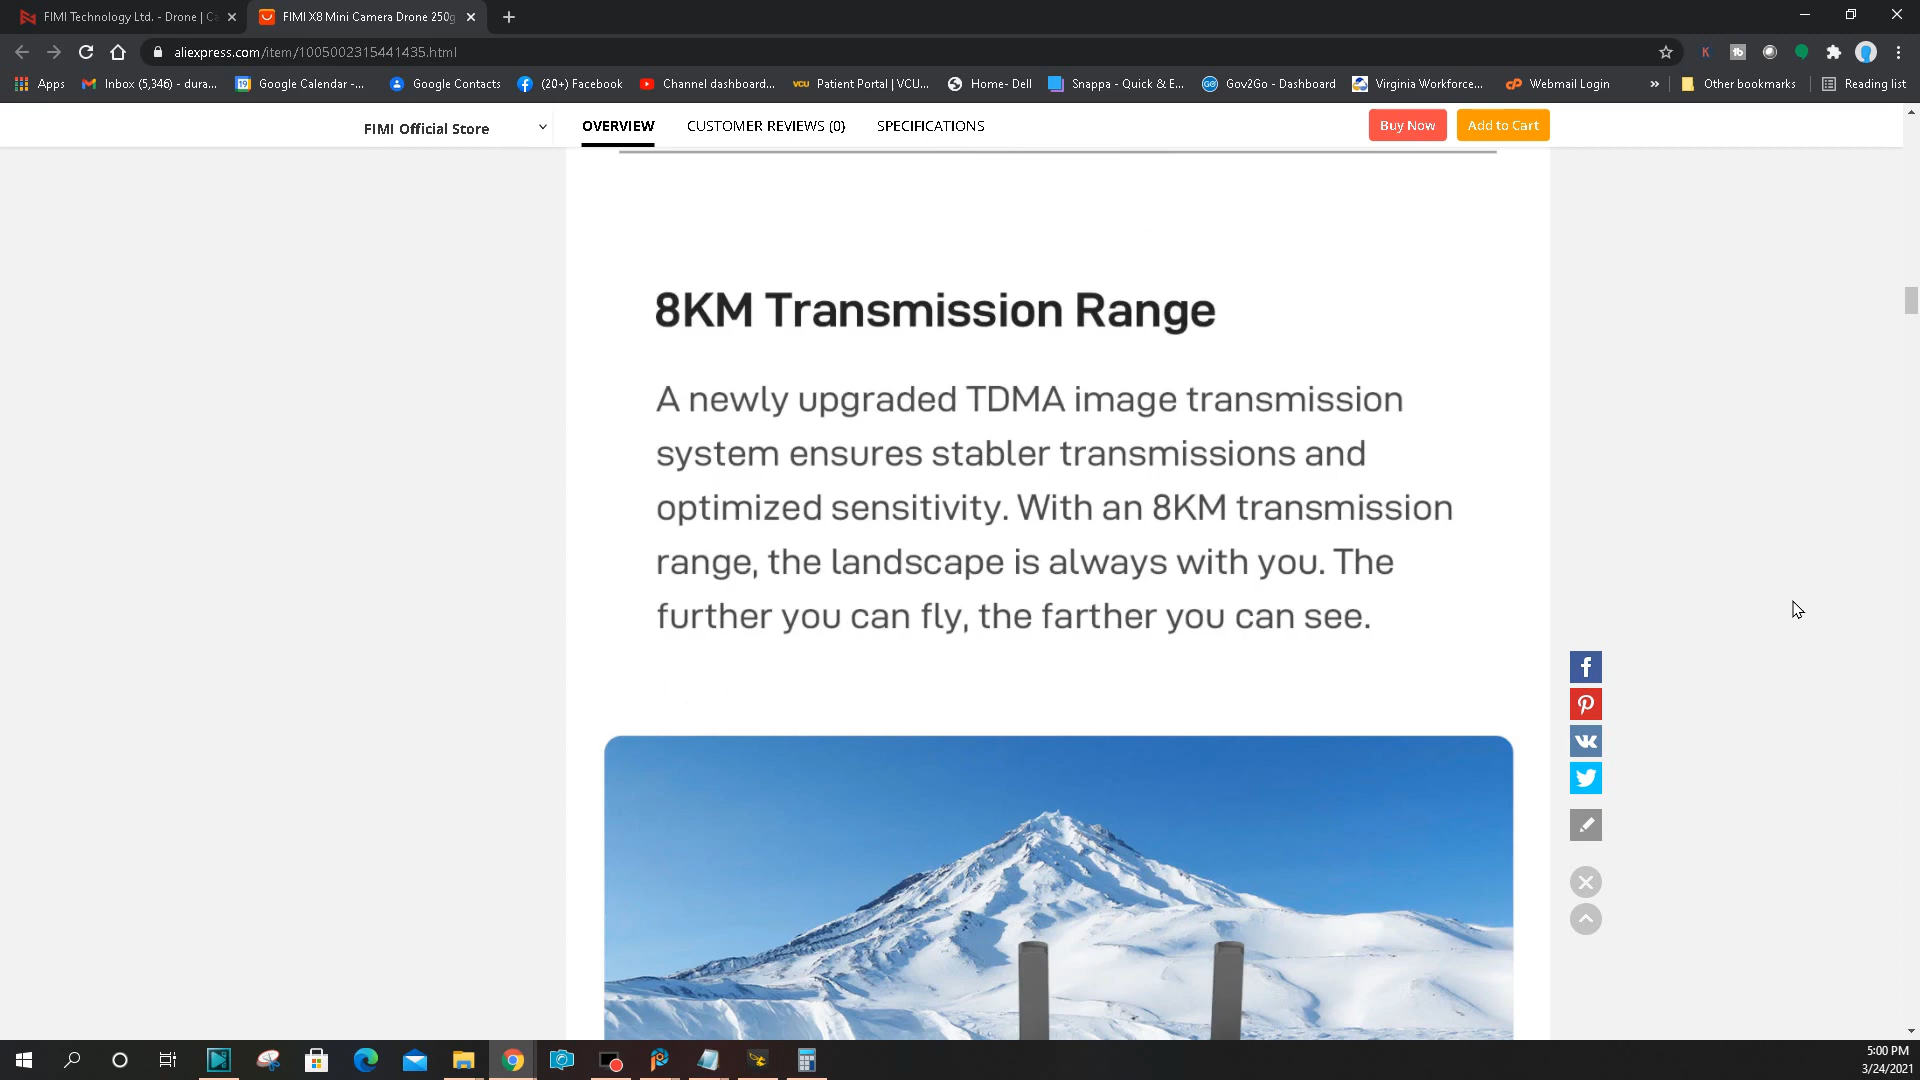 FIMI Technology Ltd. - Drone | Ca
FIMI X8 Mini Camera Drone 250g
aliexpress.com/item/1005002315441435.html
Apps
Inbox (5,346) - dura...
Google Calendar -...
Google Contacts
(20+) Facebook
Channel dashboard...
VCU
Patient Portal | VCU...
Home- Dell
Snappa - Quick & E...
Gov2Go - Dashboard
Virginia Workforce...
Webmail Login
»
Other bookmarks
Reading list
FIMI Official Store
OVERVIEW
CUSTOMER REVIEWS (0)
SPECIFICATIONS
Buy Now
Add to Cart
8KM Transmission Range
A newly upgraded TDMA image transmission
system ensures stabler transmissions and
optimized sensitivity. With an 8KM transmission
range, the landscape is always with you. The
further you can fly, the farther you can see.
5:00 PM
3/24/2021